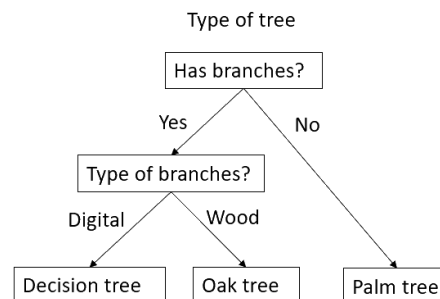 Type of tree
Has branches?
Yes
No
Type of branches?
Digital
Wood
Decision tree
Oak tree
Palm tree